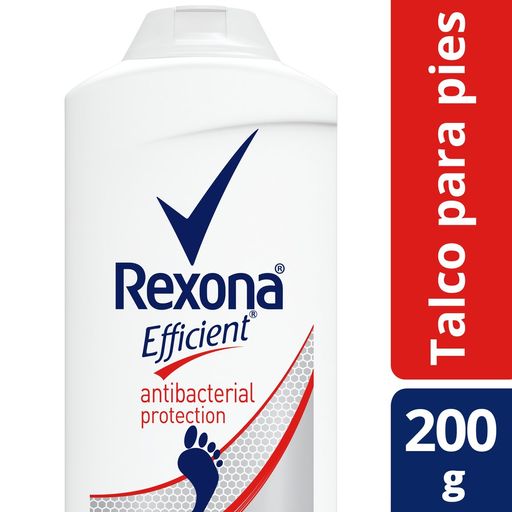 Rexona®
Efficient®
antibacterial
protection
Talco para pies
200
g